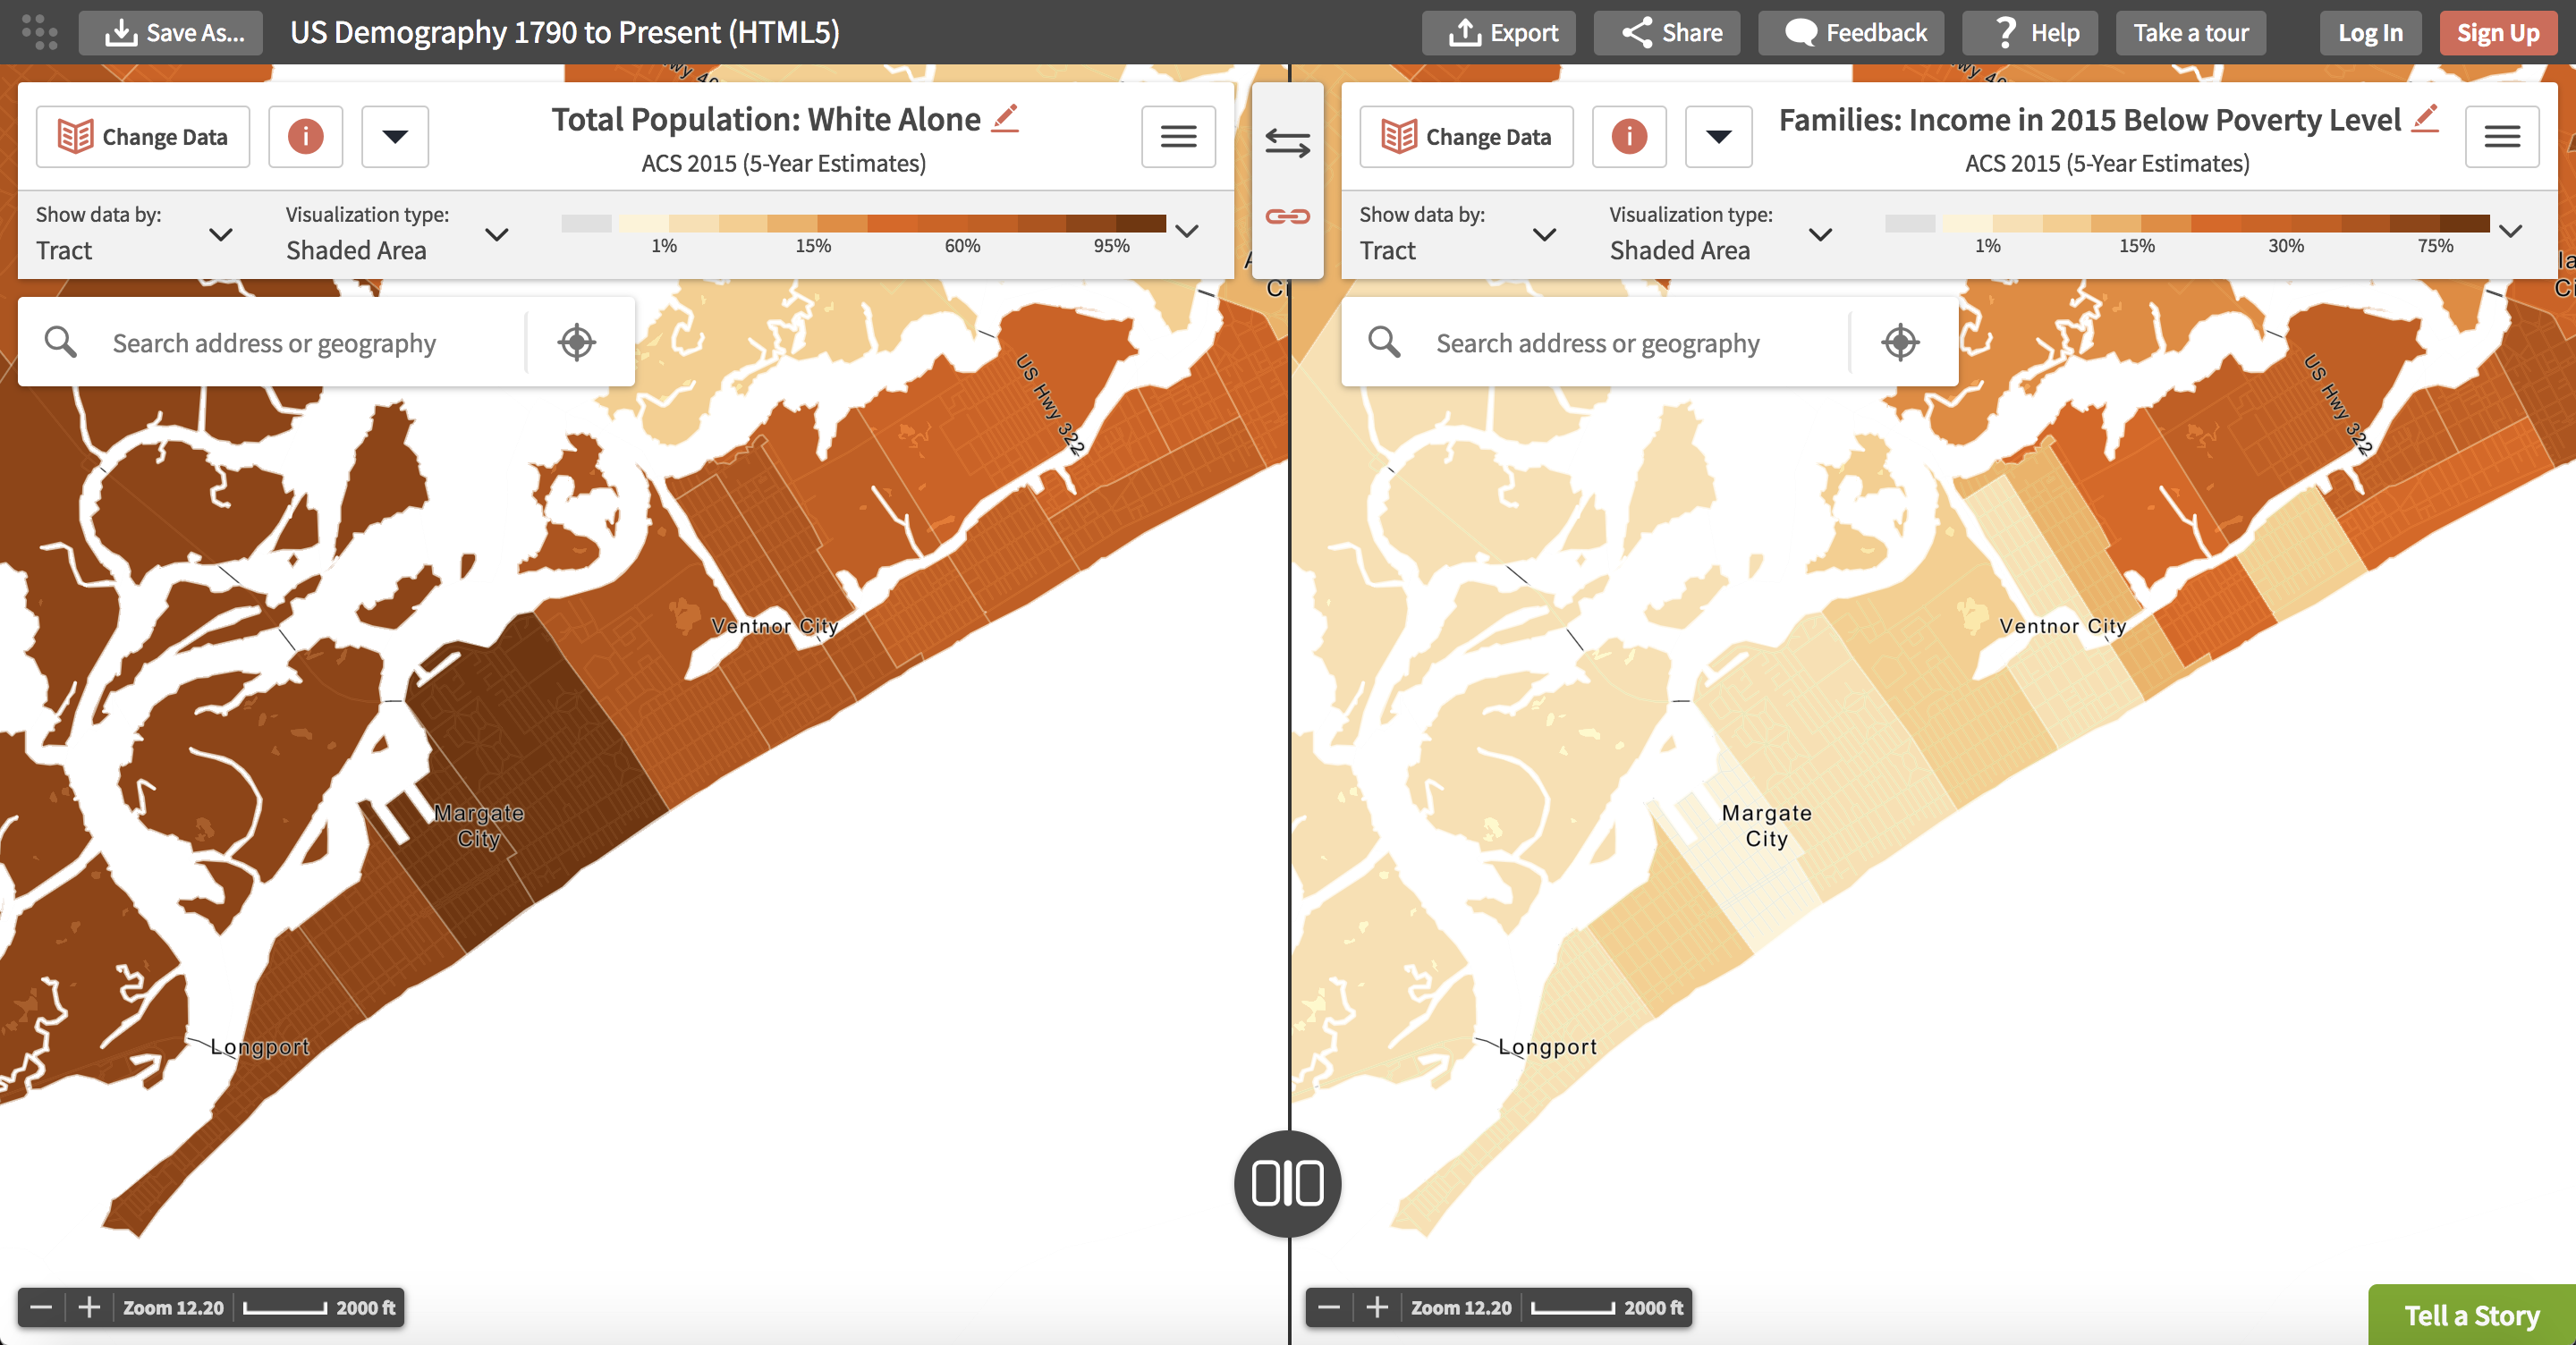 Save As...
US Demography 1790 to Present (HTML5)
Export
Share
Feedback
Help
Take a tour
Log In
Sign Up
Change Data
Total Population: White Alone
ACS 2015 (5-Year Estimates)
Show data by:
Tract
Visualization type:
Shaded Area
1%
15%
60%
95%
Search address or geography
US Hwy 322
Ventnor City
Margate
City
Longport
Zoom 12.20
2000 ft
Change Data
Families: Income in 2015 Below Poverty Level
ACS 2015 (5-Year Estimates)
Show data by:
Tract
Visualization type:
Shaded Area
1%
15%
30%
75%
Search address or geography
US Hwy 322
Ventnor City
Margate
City
Longport
Zoom 12.20
2000 ft
Tell a Story